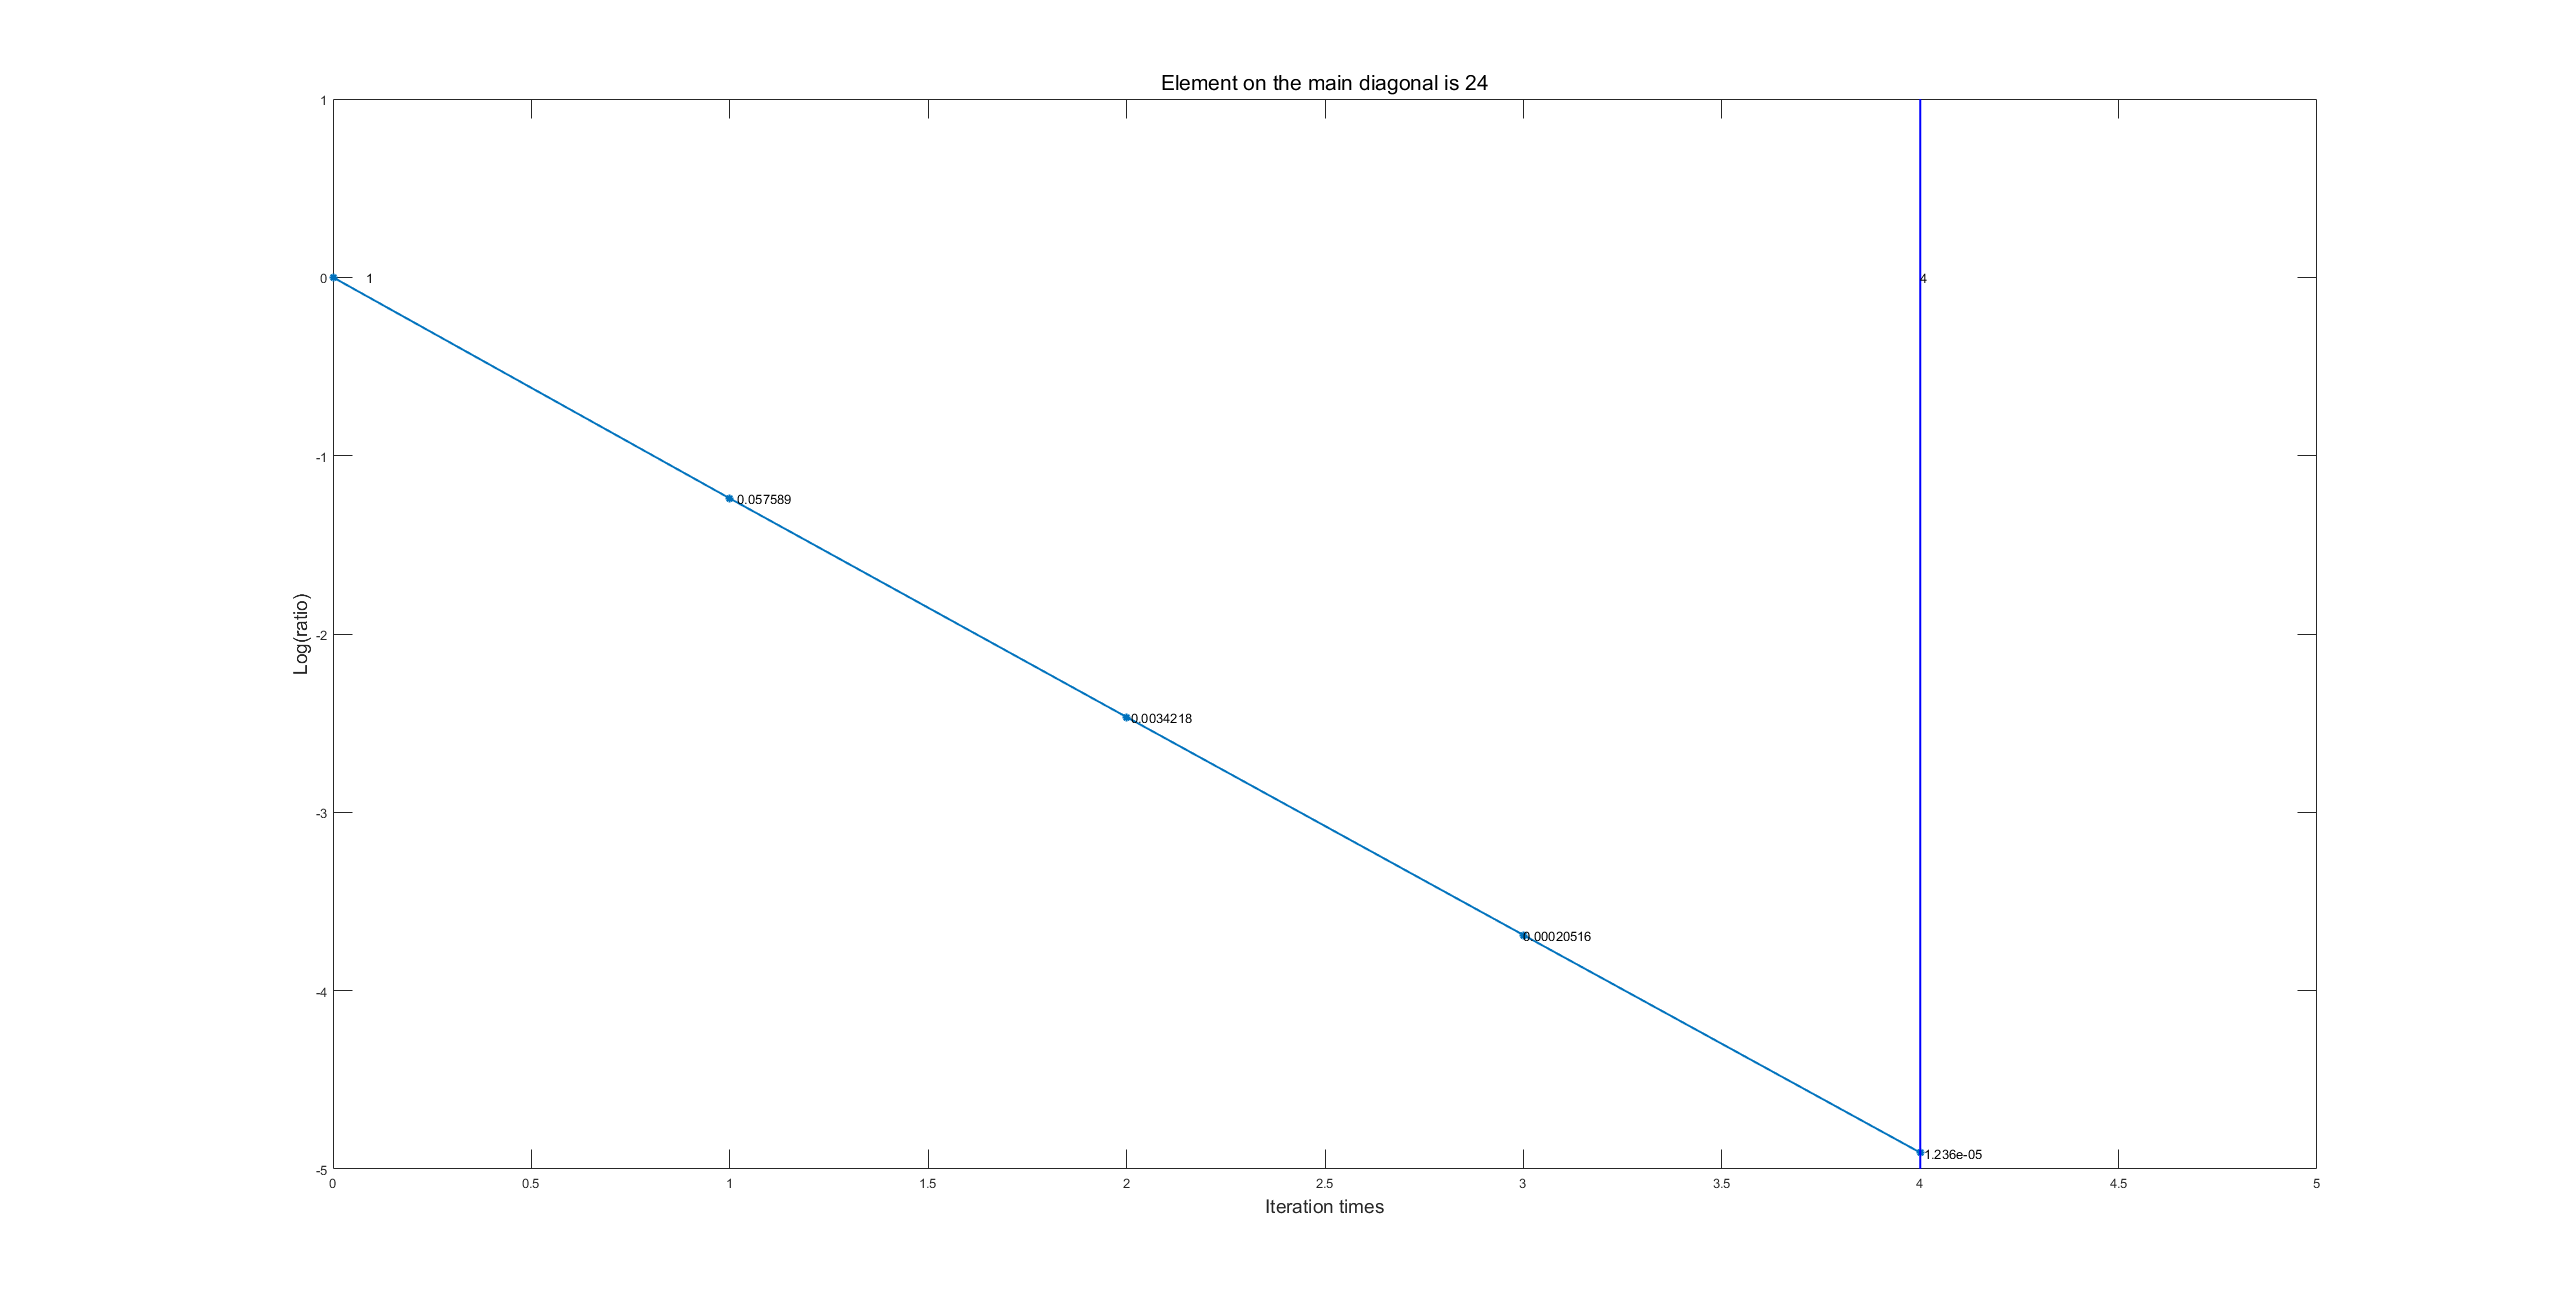 Element on the main diagonal is 24
1
0
-1
-2
-3
-4
-5
Log(ratio)
1
4
0.057589
0.0034218
0.00020516
1.236e-05
0 0.5 1 1.5 2 2.5 3 3.5 4 4.5 5
Iteration times